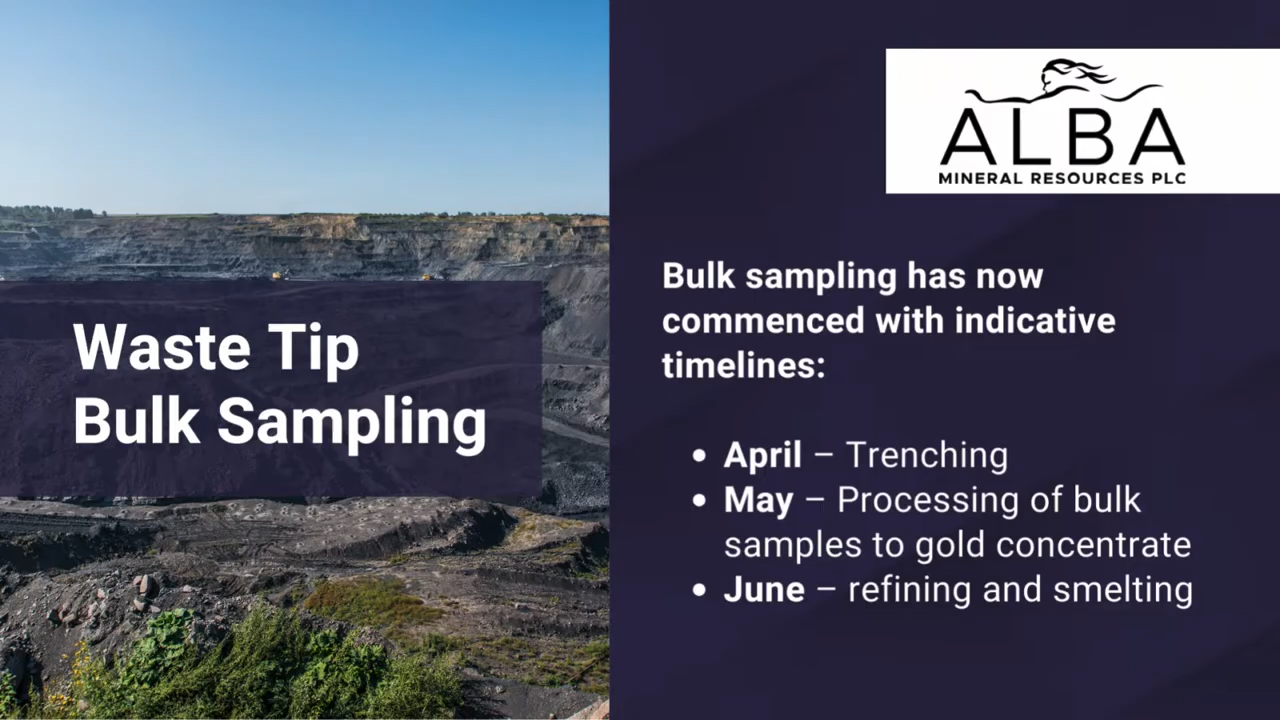 Waste Tip
Bulk Sampling
ALBA
MINERAL RESOURCES PLC
Bulk sampling has now
commenced with indicative
timelines:
• April – Trenching
• May – Processing of bulk
samples to gold concentrate
• June – refining and smelting